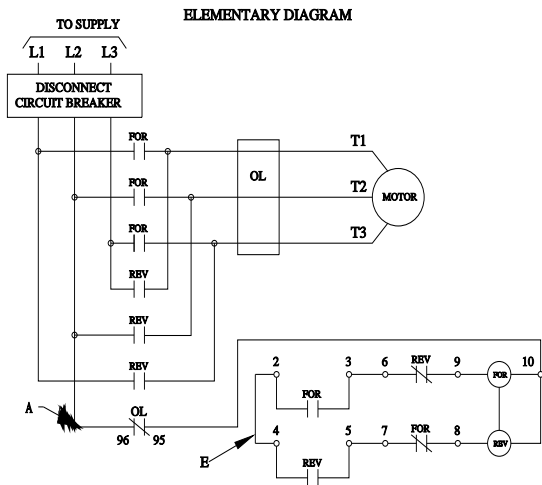 ELEMENTARY DIAGRAM
TO SUPPLY
L1 L2 L3
DISCONNECT
CIRCUIT BREAKER
FOR
T1
OL
FOR
T2
MOTOR
FOR
T3
REV
REV
REV
2 3 6 REV 9 10
FOR
FOR
A
OL
96 95
4 5 7 FOR 8
REV
E
REV